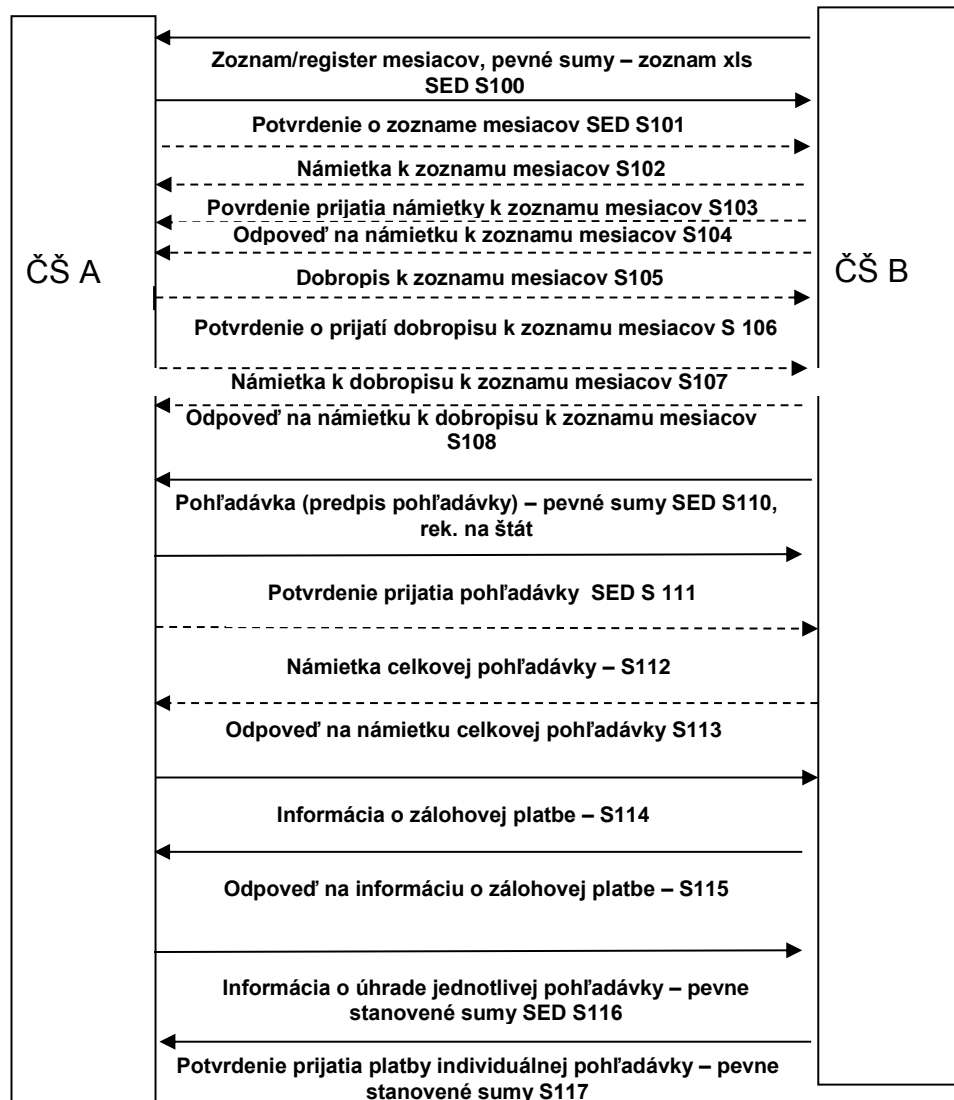 Zoznam/register mesiacov, pevné sumy – zoznam xls
SED S100
Potvrdenie o zozname mesiacov SED S101
Námietka k zoznamu mesiacov S102
Povrdenie prijatia námietky k zoznamu mesiacov S103
Odpoveď na námietku k zoznamu mesiacov S104
ČŠ A
ČŠ B
Dobropis k zoznamu mesiacov S105
Potvrdenie o prijatí dobropisu k zoznamu mesiacov S 106
Námietka k dobropisu k zoznamu mesiacov S107
Odpoveď na námietku k dobropisu k zoznamu mesiacov
S108
Pohľadávka (predpis pohľadávky) – pevné sumy SED S110,
rek. na štát
Potvrdenie prijatia pohľadávky SED S 111
Námietka celkovej pohľadávky – S112
Odpoveď na námietku celkovej pohľadávky S113
Informácia o zálohovej platbe – S114
Odpoveď na informáciu o zálohovej platbe – S115
Informácia o úhrade jednotlivej pohľadávky – pevne
stanovené sumy SED S116
Potvrdenie prijatia platby individuálnej pohľadávky – pevne
stanovené sumy S117